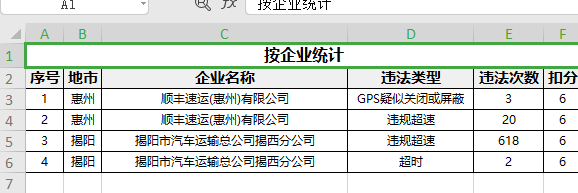 A1 fx 按企业统计
A B C D E F
1 按企业统计
2 序号 地市 企业名称 违法类型 违法次数 扣分
3 1 惠州 顺丰速运(惠州)有限公司 GPS疑似关闭或屏蔽 3 6
4 2 惠州 顺丰速运(惠州)有限公司 违规超速 20 6
5 3 揭阳 揭阳市汽车运输总公司揭西分公司 违规超速 618 6
6 4 揭阳 揭阳市汽车运输总公司揭西分公司 超时 2 6
7